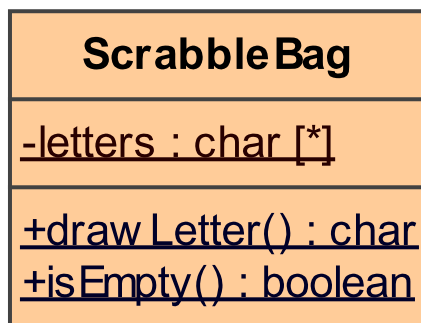 ScrabbleBag
-letters : char [*]
+drawLetter() : char
+isEmpty() : boolean